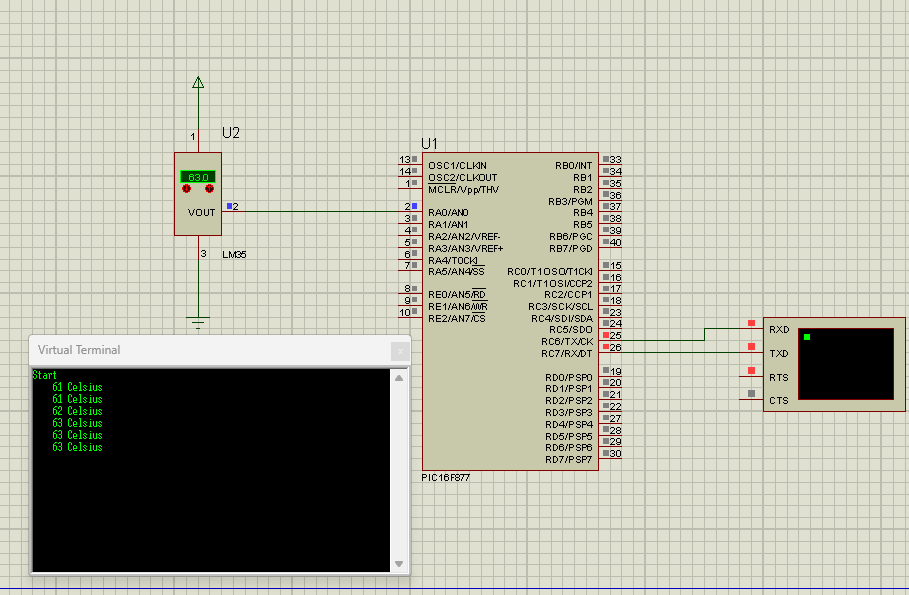 U2
1
63.0
VOUT
2
3
LM35
U1
13
OSC1/CLKIN
14
OSC2/CLKOUT
1
MCLR/Vpp/THV
2
RA0/AN0
3
RA1/AN1
4
RA2/AN2/VREF-
5
RA3/AN3/VREF+
6
RA4/T0CKI
7
RA5/AN4/SS
8
RE0/AN5/RD
9
RE1/AN6/WR
10
RE2/AN7/CS
RB0/INT
33
RB1
34
RB2
35
RB3/PGM
36
RB4
37
RB5
38
RB6/PGC
39
RB7/PGD
40
RC0/T1OSO/T1CKI
15
RC1/T1OSI/CCP2
16
RC2/CCP1
17
RC3/SCK/SCL
18
RC4/SDI/SDA
23
RC5/SDO
24
RC6/TX/CK
25
RC7/RX/DT
26
RD0/PSP0
19
RD1/PSP1
20
RD2/PSP2
21
RD3/PSP3
22
RD4/PSP4
27
RD5/PSP5
28
RD6/PSP6
29
RD7/PSP7
30
PIC16F877
RXD
TXD
RTS
CTS
Virtual Terminal
x
Start
61 Celsius
61 Celsius
62 Celsius
63 Celsius
63 Celsius
63 Celsius